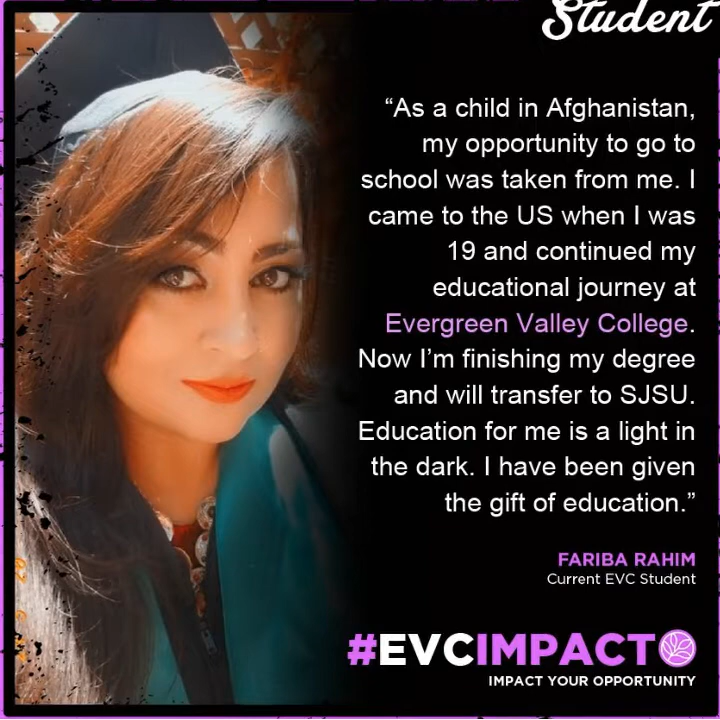 Student
“As a child in Afghanistan,
my opportunity to go to
school was taken from me. I
came to the US when I was
19 and continued my
educational journey at
Evergreen Valley College.
Now I’m finishing my degree
and will transfer to SJSU.
Education for me is a light in
the dark. I have been given
the gift of education.”
FARIBA RAHIM
Current EVC Student
#EVCIMPACT
IMPACT YOUR OPPORTUNITY